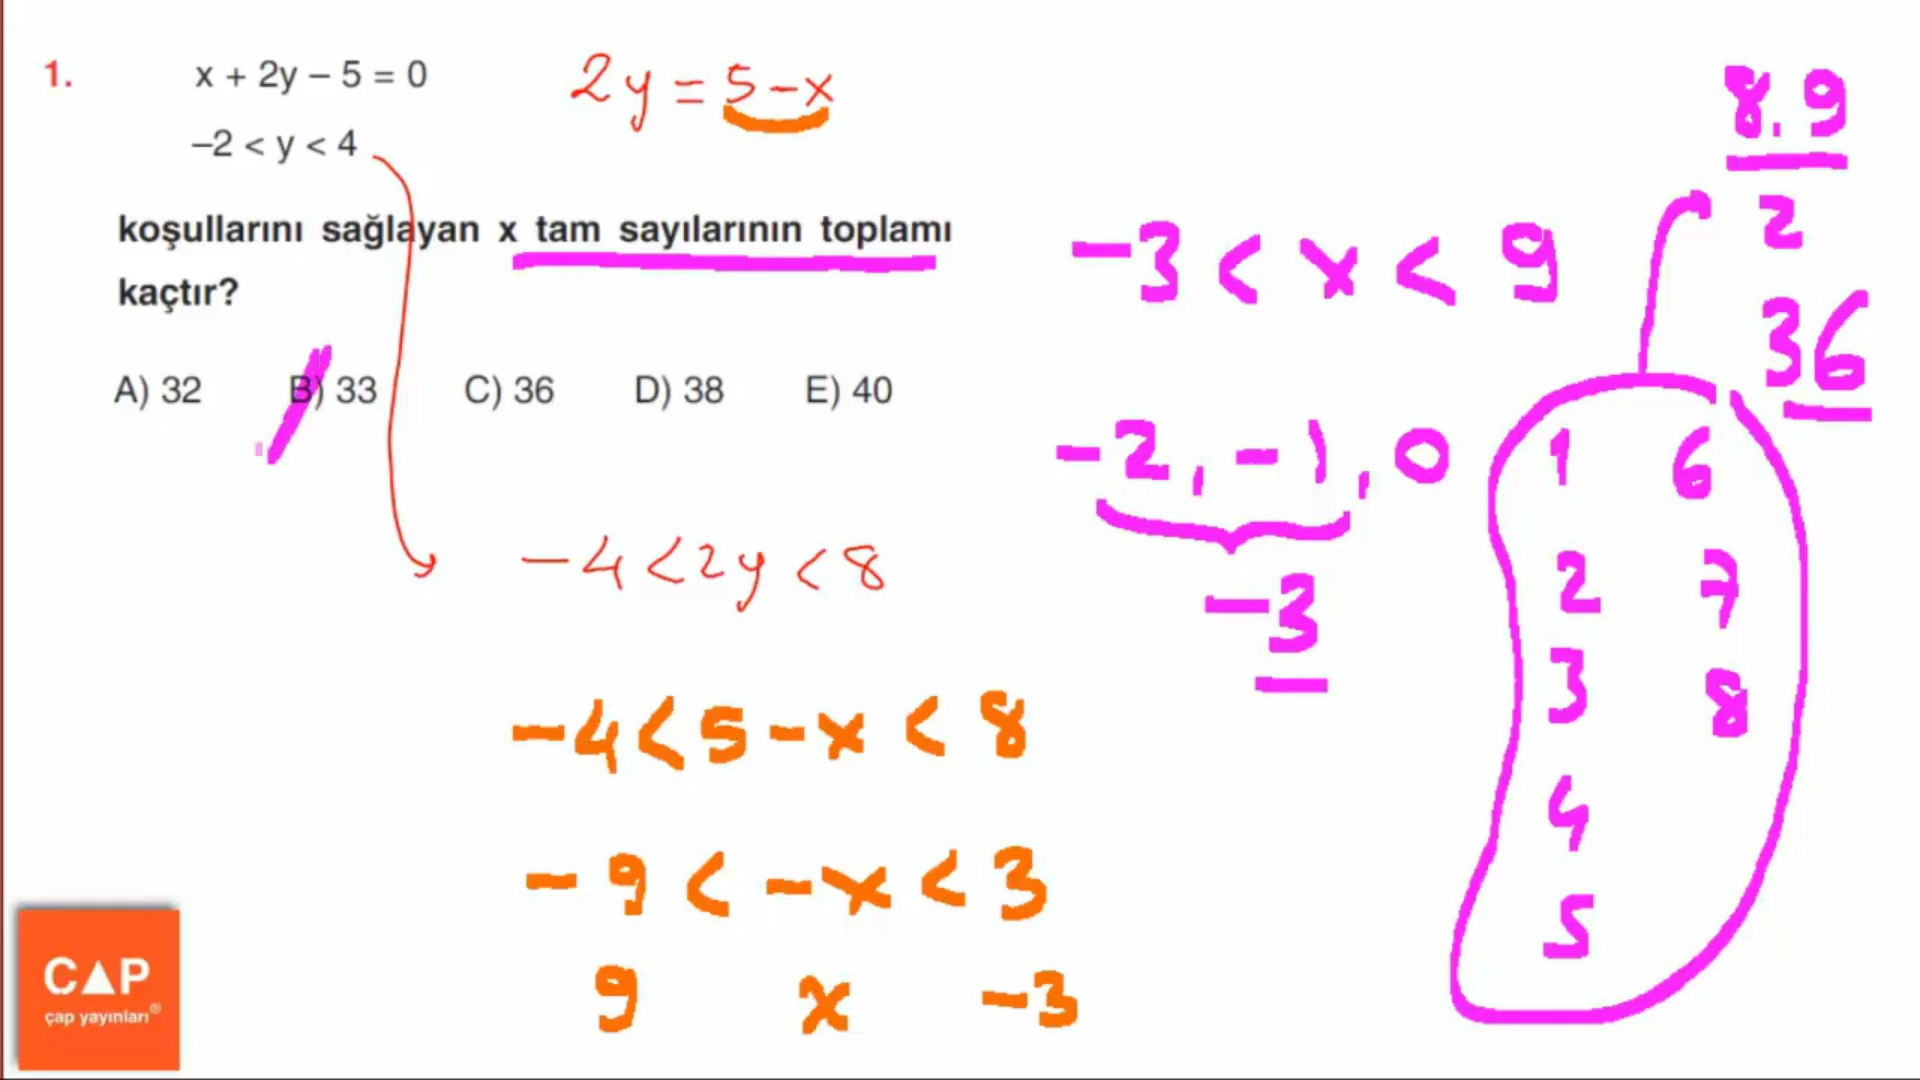 1. x + 2y – 5 = 0
–2 < y < 4
koşullarını sağlayan x tam sayılarının toplamı
kaçtır?
A) 32 B) 33 C) 36 D) 38 E) 40
2y = 5 - x
-4 < 2y < 8
-4 < 5 - x < 8
-9 < -x < 3
9 x -3
-3 < x < 9
-2, -1, 0
-3
1 6
2 7
3 8
4
5
8.9
2
36
CAP
çap yayınları®